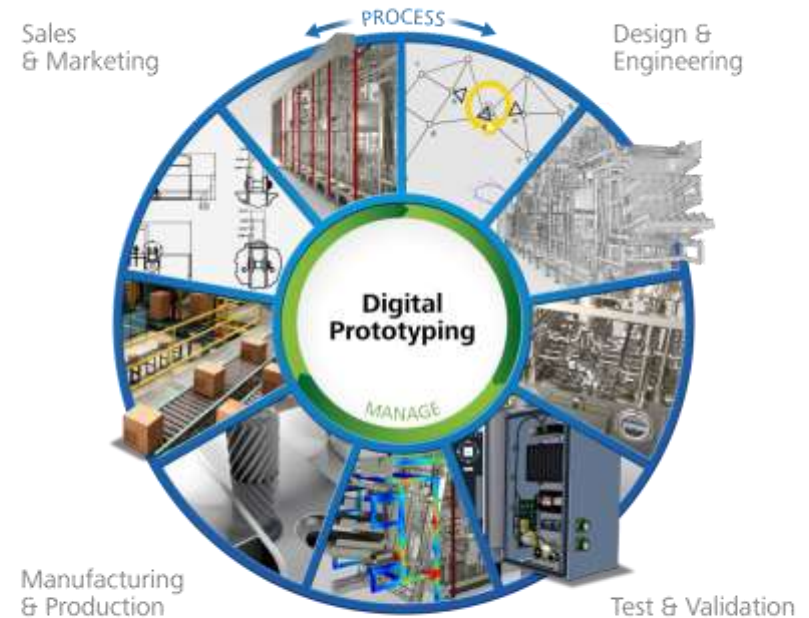 PROCESS
Sales
& Marketing
Design &
Engineering
Digital
Prototyping
MANAGE
Manufacturing
& Production
Test & Validation